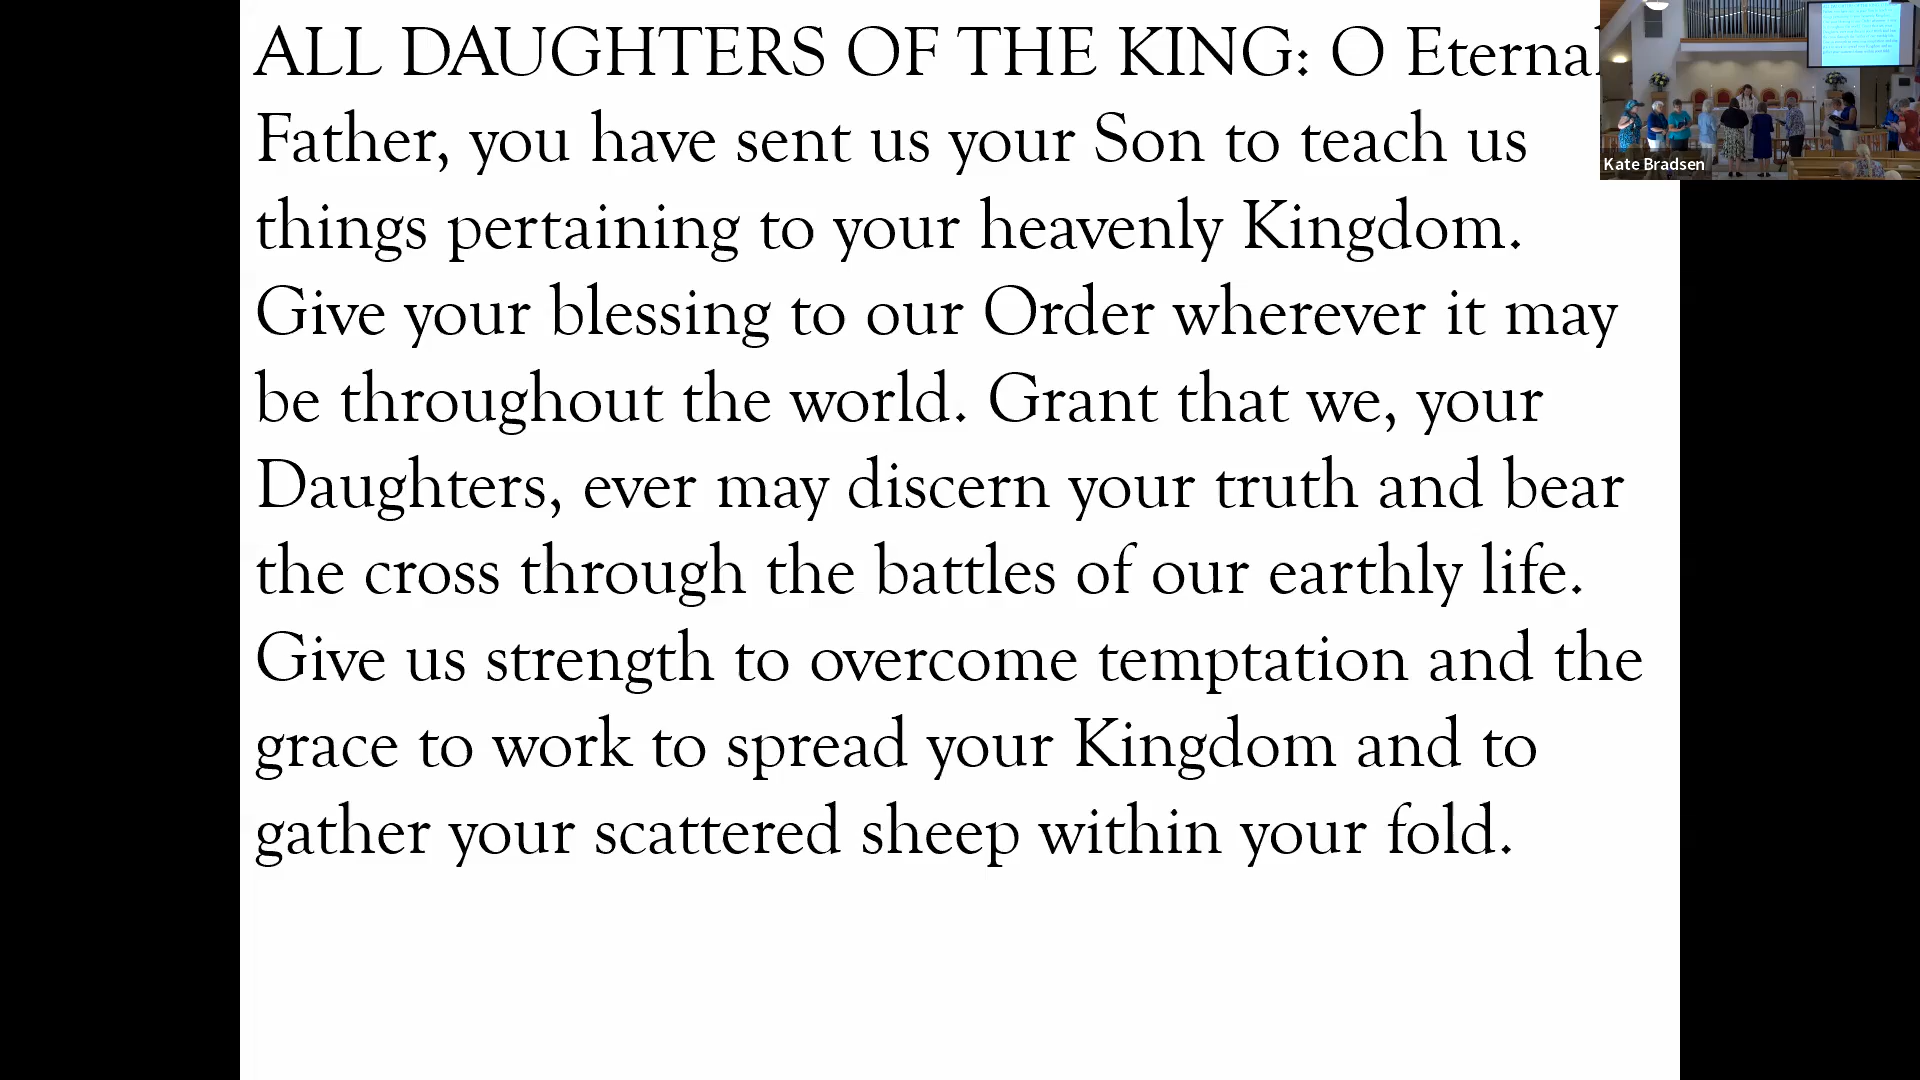 ALL DAUGHTERS OF THE KING: O Eternal
Father, you have sent us your Son to teach us
things pertaining to your heavenly Kingdom.
Give your blessing to our Order wherever it may
be throughout the world. Grant that we, your
Daughters, ever may discern your truth and bear
the cross through the battles of our earthly life.
Give us strength to overcome temptation and the
grace to work to spread your Kingdom and to
gather your scattered sheep within your fold.
Kate Bradsen